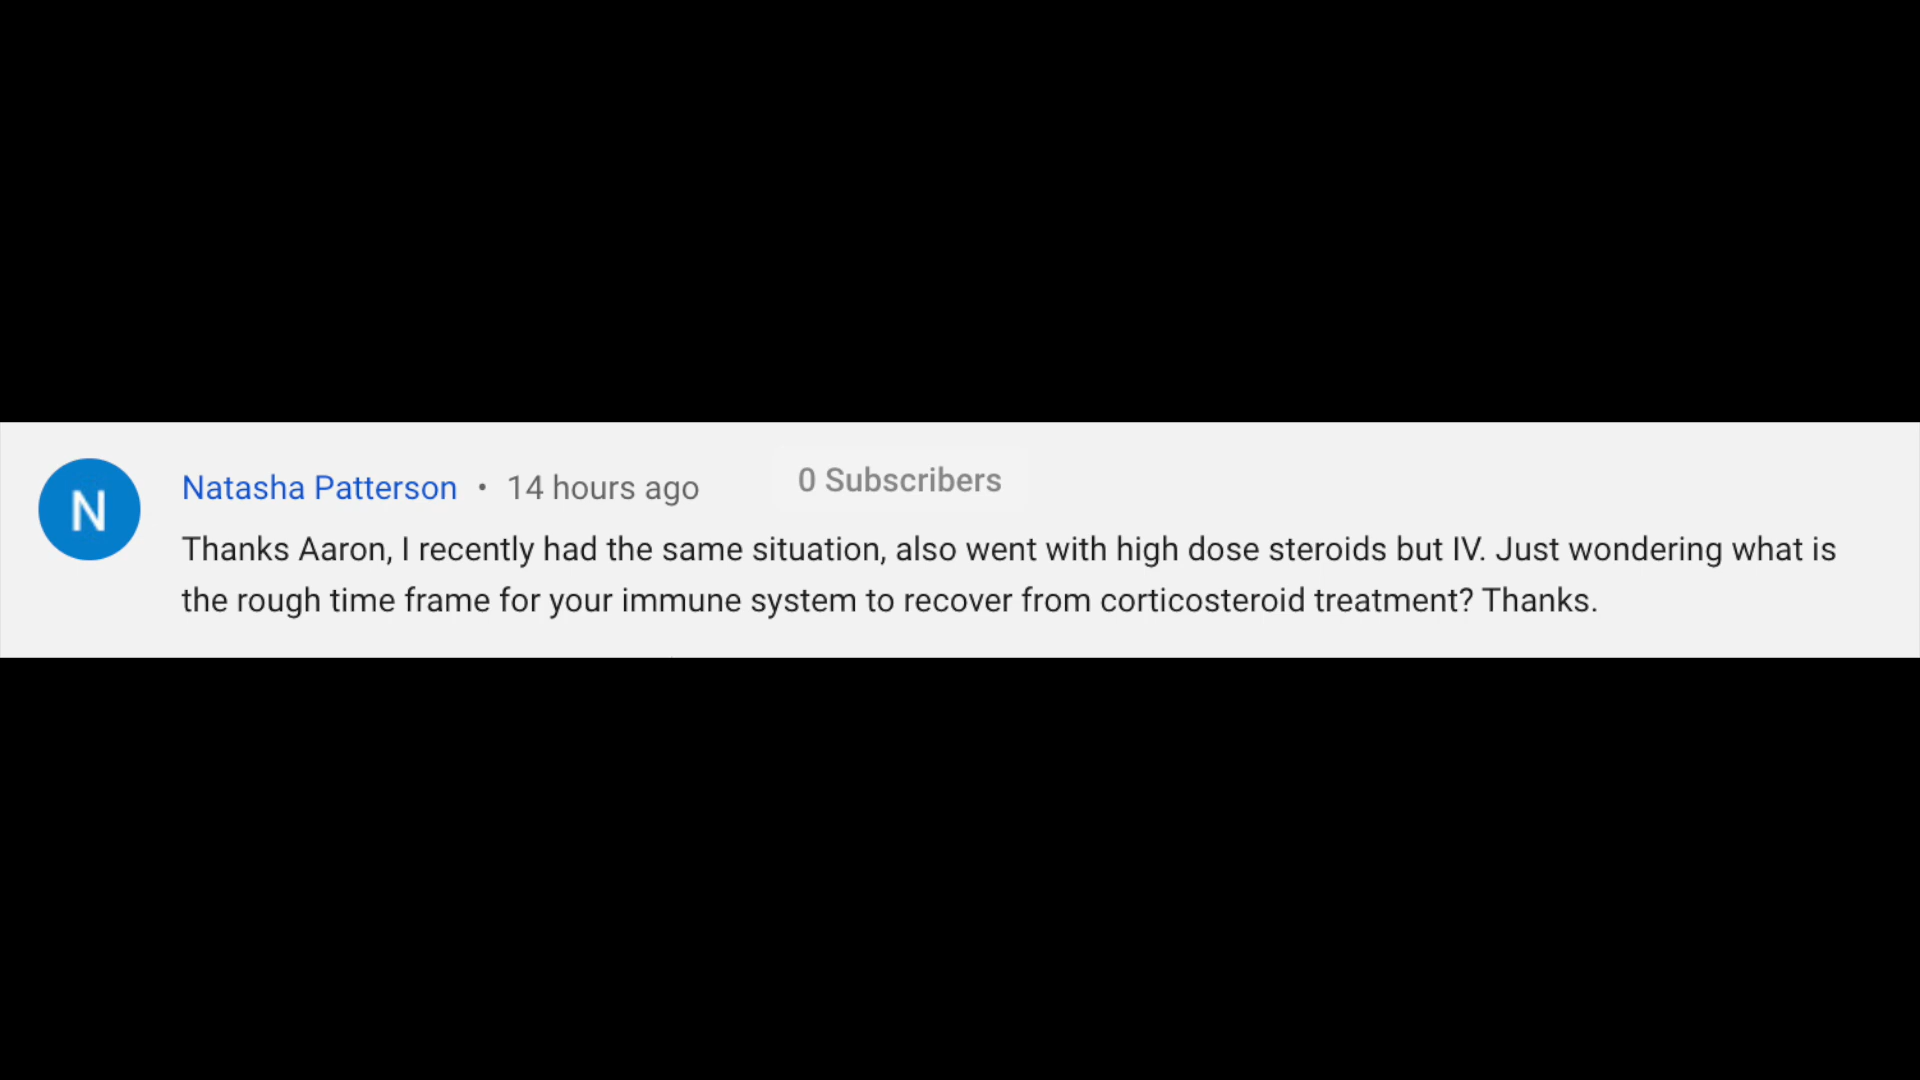 N
Natasha Patterson • 14 hours ago 0 Subscribers
Thanks Aaron, I recently had the same situation, also went with high dose steroids but IV. Just wondering what is
the rough time frame for your immune system to recover from corticosteroid treatment? Thanks.